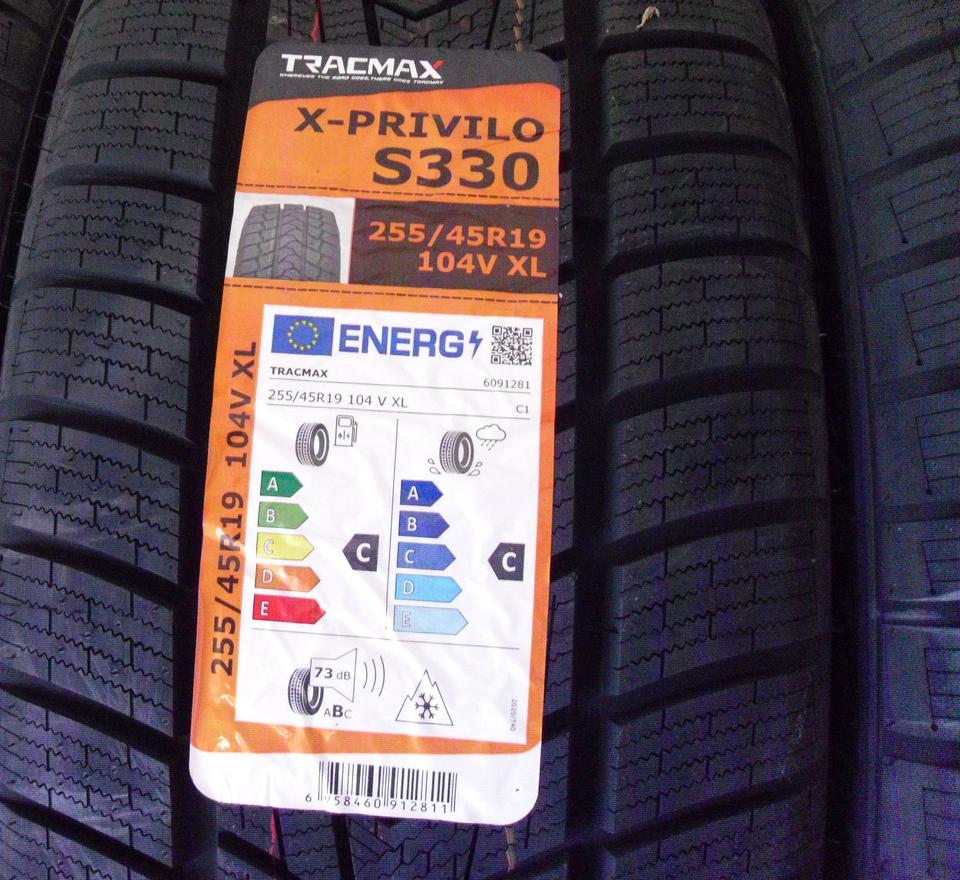 TRACMAX
WHEREVER THE ROAD GOES, THERE GOES TRACMAX
X-PRIVILO
S330
255/45R19
104V XL
255/45R19 104V XL
ENERG
TRACMAX
6091281
255/45R19 104 V XL
C1
A
B
C
D
E
C
A
B
C
D
E
C
73 dB
ABC
2020/740
6 958460 912811